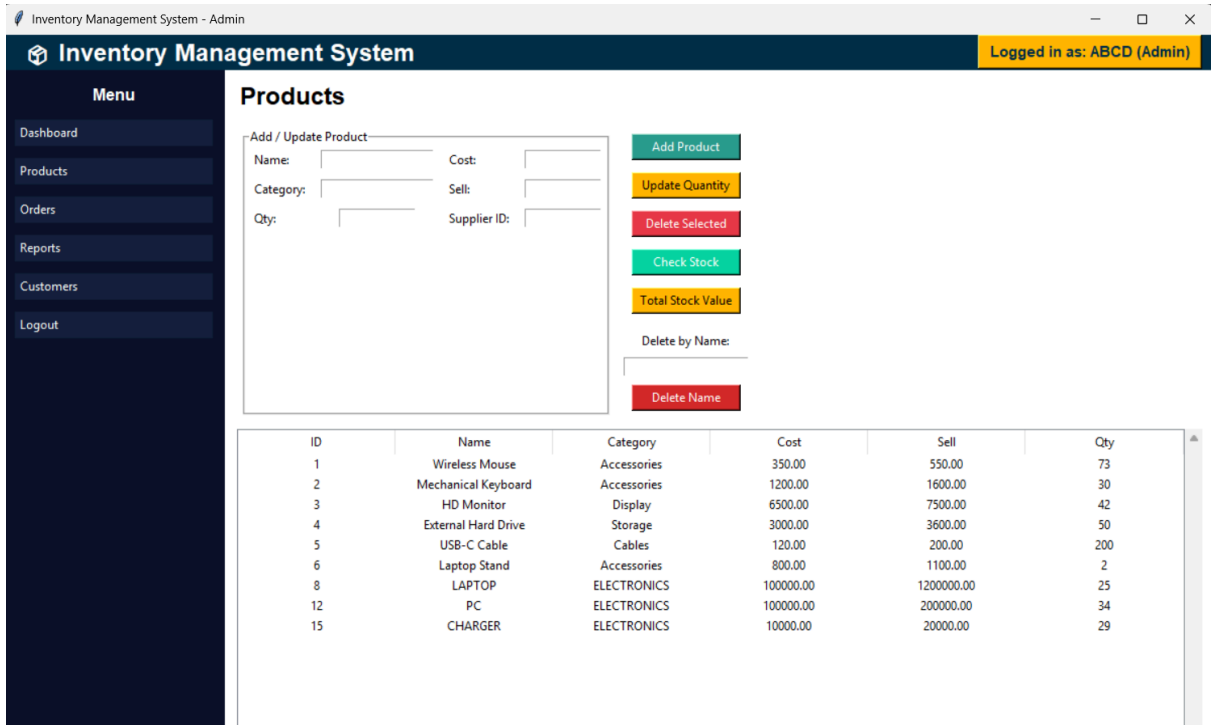 Inventory Management System - Admin
Inventory Management System
Logged in as: ABCD (Admin)
Menu
Dashboard
Products
Orders
Reports
Customers
Logout
Products
Add / Update Product
Name: Cost:
Category: Sell:
Qty: Supplier ID:
Add Product
Update Quantity
Delete Selected
Check Stock
Total Stock Value
Delete by Name:
Delete Name
ID Name Category Cost Sell Qty
1 Wireless Mouse Accessories 350.00 550.00 73
2 Mechanical Keyboard Accessories 1200.00 1600.00 30
3 HD Monitor Display 6500.00 7500.00 42
4 External Hard Drive Storage 3000.00 3600.00 50
5 USB-C Cable Cables 120.00 200.00 200
6 Laptop Stand Accessories 800.00 1100.00 2
8 LAPTOP ELECTRONICS 100000.00 1200000.00 25
12 PC ELECTRONICS 100000.00 200000.00 34
15 CHARGER ELECTRONICS 10000.00 20000.00 29